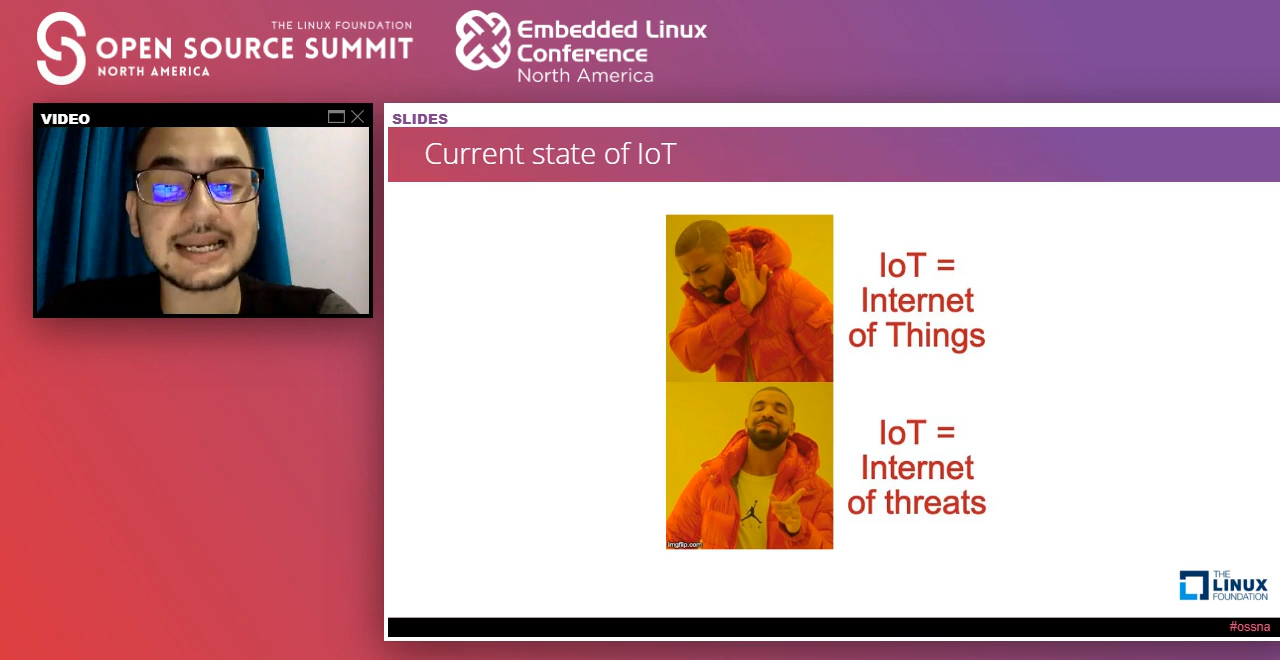 THE LINUX FOUNDATION
OPEN SOURCE SUMMIT
NORTH AMERICA
Embedded Linux
Conference
North America
VIDEO
SLIDES
Current state of IoT
IoT =
Internet
of Things
IoT =
Internet
of threats
imgflip.com
THE
LINUX
FOUNDATION
#ossna